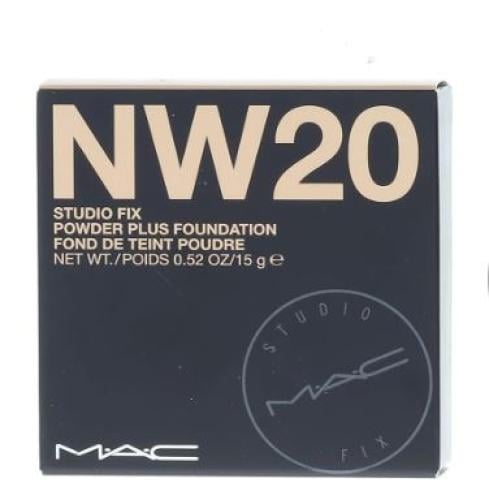 NW20
STUDIO FIX
POWDER PLUS FOUNDATION
FOND DE TEINT POUDRE
NET WT./POIDS 0.52 OZ/15 g ℮
STUDIO
M·A·C
FIX
M·A·C